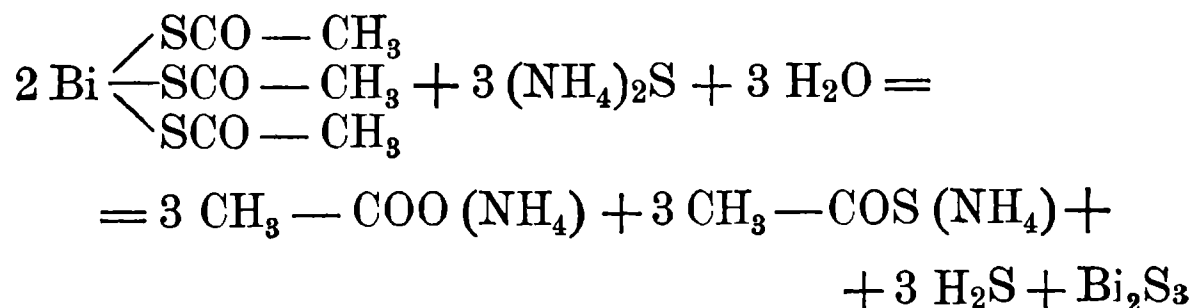 SCO — CH₃
2 Bi — SCO — CH₃ + 3 (NH₄)₂S + 3 H₂O =
SCO — CH₃
= 3 CH₃ — COO (NH₄) + 3 CH₃ — COS (NH₄) +
+ 3 H₂S + Bi₂S₃